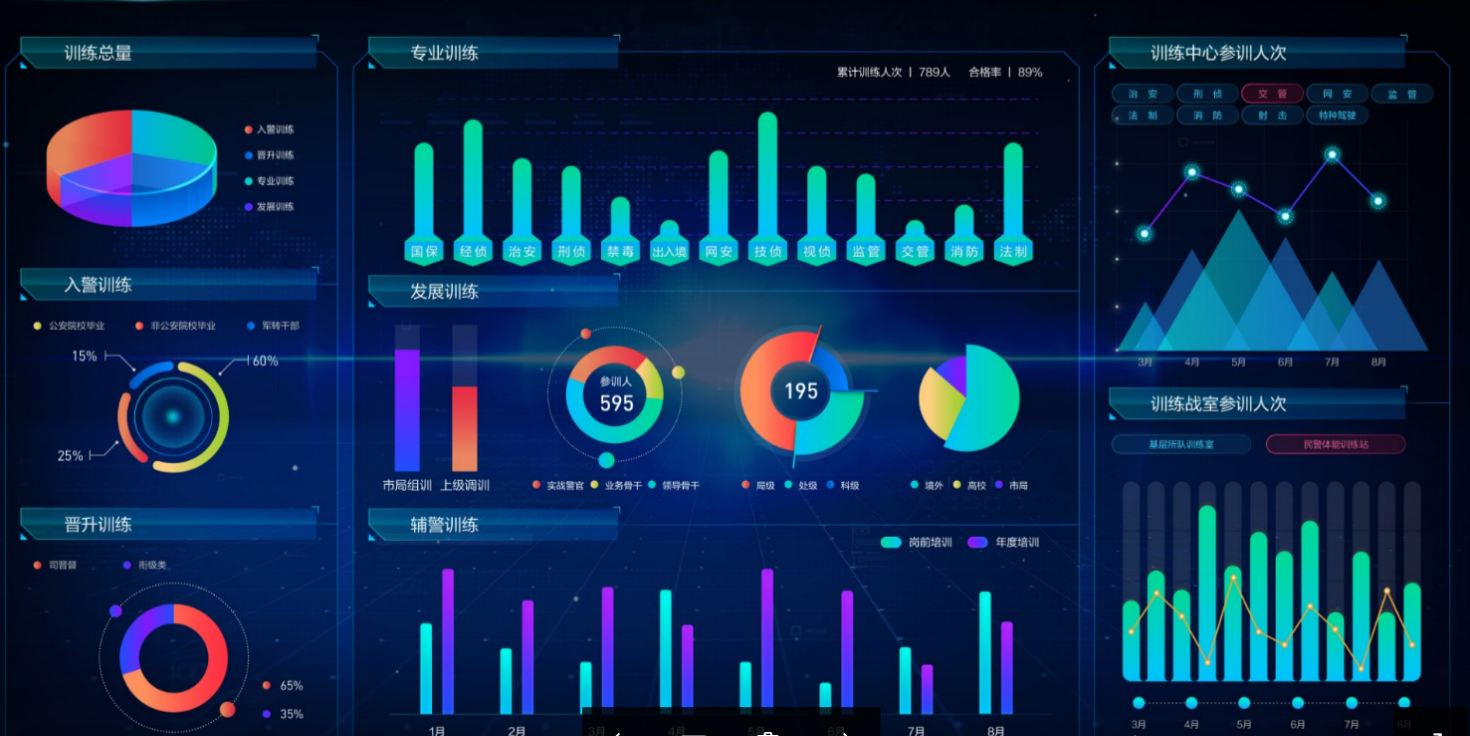 训练总量
入警训练
晋升训练
专业训练
发展训练
入警训练
公安院校毕业 非公安院校毕业 军转干部
15%
60%
25%
晋升训练
司晋督 衔级类
65%
35%
专业训练
累计训练人次 | 789人 合格率 | 89%
国保 经侦 治安 刑侦 禁毒 出入境 网安 技侦 视侦 监管 交管 消防 法制
发展训练
市局组训 上级调训
参训人
595
实战警官 业务骨干 领导骨干
195
局级 处级 科级
境外 高校 市局
辅警训练
岗前培训 年度培训
1月 2月 3月 4月 5月 6月 7月 8月
训练中心参训人次
治安 刑侦 交管 网安 监管
法制 消防 射击 特种驾驶
3月 4月 5月 6月 7月 8月
训练战室参训人次
基层所队训练室 民警体能训练站
3月 4月 5月 6月 7月 8月